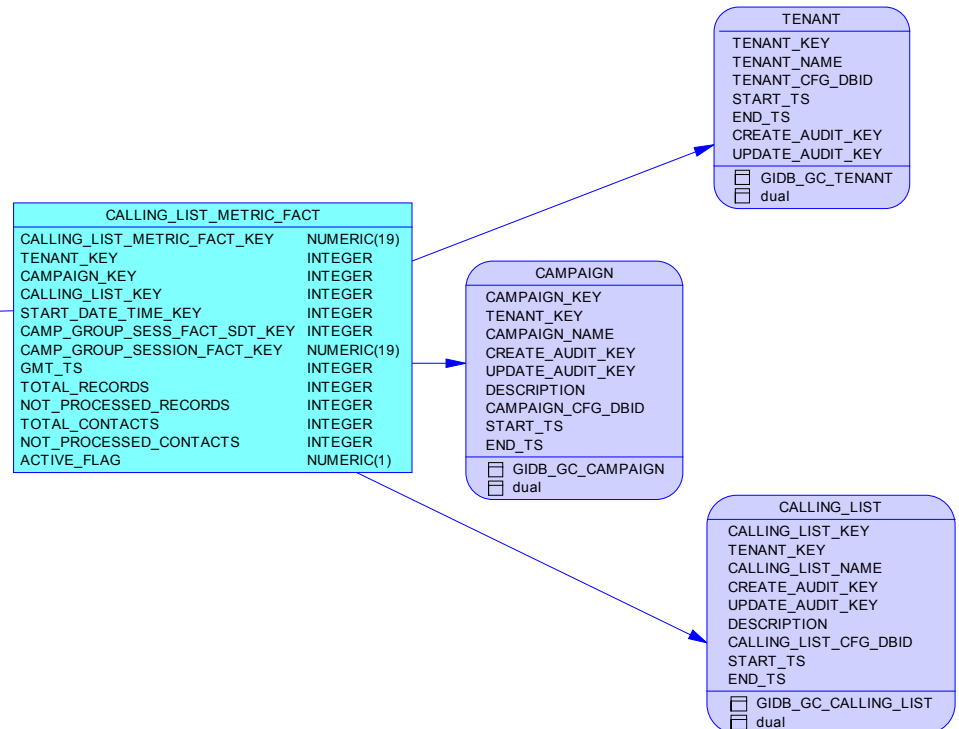 TENANT
TENANT_KEY
TENANT_NAME
TENANT_CFG_DBID
START_TS
END_TS
CREATE_AUDIT_KEY
UPDATE_AUDIT_KEY
GIDB_GC_TENANT
dual
CALLING_LIST_METRIC_FACT
CALLING_LIST_METRIC_FACT_KEY NUMERIC(19)
TENANT_KEY INTEGER
CAMPAIGN_KEY INTEGER
CALLING_LIST_KEY INTEGER
START_DATE_TIME_KEY INTEGER
CAMP_GROUP_SESS_FACT_SDT_KEY INTEGER
CAMP_GROUP_SESSION_FACT_KEY NUMERIC(19)
GMT_TS INTEGER
TOTAL_RECORDS INTEGER
NOT_PROCESSED_RECORDS INTEGER
TOTAL_CONTACTS INTEGER
NOT_PROCESSED_CONTACTS INTEGER
ACTIVE_FLAG NUMERIC(1)
CAMPAIGN
CAMPAIGN_KEY
TENANT_KEY
CAMPAIGN_NAME
CREATE_AUDIT_KEY
UPDATE_AUDIT_KEY
DESCRIPTION
CAMPAIGN_CFG_DBID
START_TS
END_TS
GIDB_GC_CAMPAIGN
dual
CALLING_LIST
CALLING_LIST_KEY
TENANT_KEY
CALLING_LIST_NAME
CREATE_AUDIT_KEY
UPDATE_AUDIT_KEY
DESCRIPTION
CALLING_LIST_CFG_DBID
START_TS
END_TS
GIDB_GC_CALLING_LIST
dual